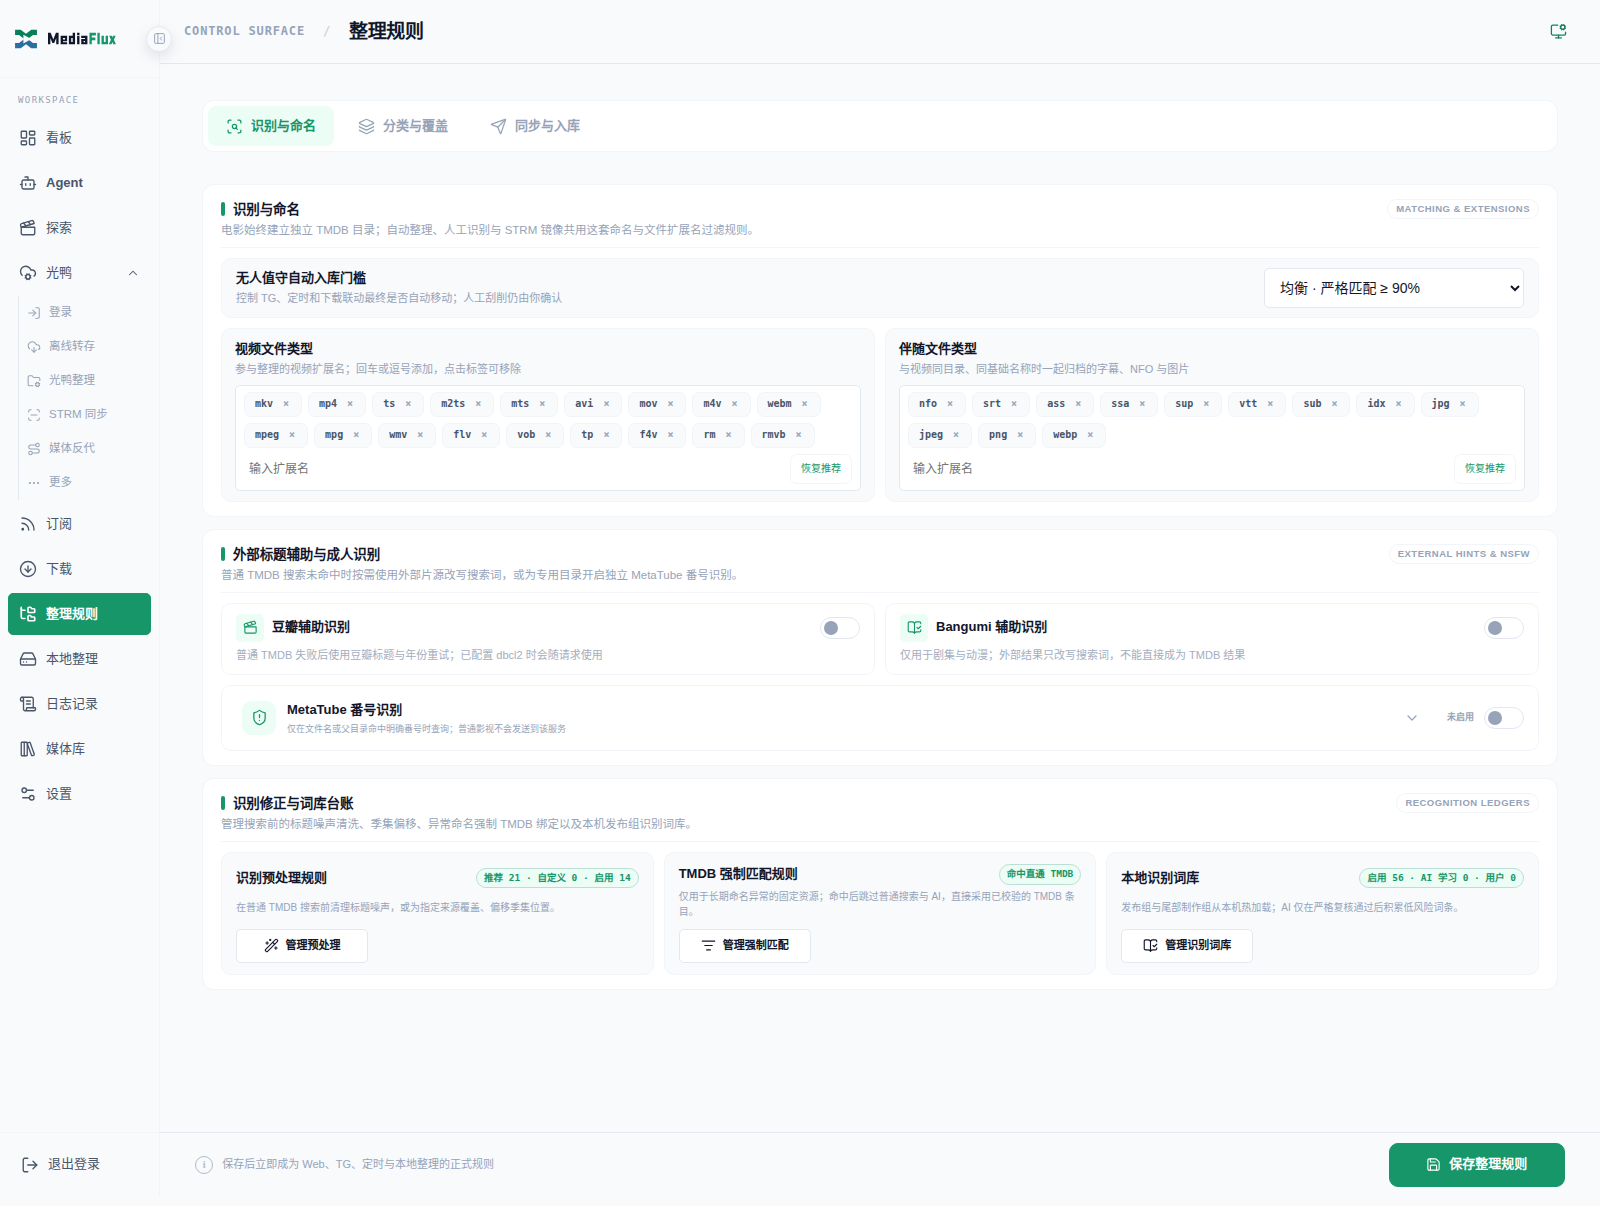 MediaFlux
CONTROL SURFACE / 整理规则
WORKSPACE
看板
Agent
探索
光鸭
登录
离线转存
光鸭整理
STRM 同步
媒体反代
更多
订阅
下载
整理规则
本地整理
日志记录
媒体库
设置
退出登录
识别与命名 分类与覆盖 同步与入库
识别与命名 MATCHING & EXTENSIONS
电影始终建立独立 TMDB 目录；自动整理、人工识别与 STRM 镜像共用这套命名与文件扩展名过滤规则。
无人值守自动入库门槛
控制 TG、定时和下载联动最终是否自动移动；人工刮削仍由你确认
均衡 · 严格匹配 ≥ 90%
视频文件类型
参与整理的视频扩展名；回车或逗号添加，点击标签可移除
mkv × mp4 × ts × m2ts × mts × avi × mov × m4v × webm ×
mpeg × mpg × wmv × flv × vob × tp × f4v × rm × rmvb ×
输入扩展名 恢复推荐
伴随文件类型
与视频同目录、同基础名称时一起归档的字幕、NFO 与图片
nfo × srt × ass × ssa × sup × vtt × sub × idx × jpg ×
jpeg × png × webp ×
输入扩展名 恢复推荐
外部标题辅助与成人识别 EXTERNAL HINTS & NSFW
普通 TMDB 搜索未命中时按需使用外部片源改写搜索词，或为专用目录开启独立 MetaTube 番号识别。
豆瓣辅助识别
普通 TMDB 失败后使用豆瓣标题与年份重试；已配置 dbcl2 时会随请求使用
Bangumi 辅助识别
仅用于剧集与动漫；外部结果只改写搜索词，不能直接成为 TMDB 结果
MetaTube 番号识别
仅在文件名或父目录命中明确番号时查询；普通影视不会发送到该服务
未启用
识别修正与词库台账 RECOGNITION LEDGERS
管理搜索前的标题噪声清洗、季集偏移、异常命名强制 TMDB 绑定以及本机发布组识别词库。
识别预处理规则 推荐 21 · 自定义 0 · 启用 14
在普通 TMDB 搜索前清理标题噪声，或为指定来源覆盖、偏移季集位置。
管理预处理
TMDB 强制匹配规则 命中直通 TMDB
仅用于长期命名异常的固定资源；命中后跳过普通搜索与 AI，直接采用已校验的 TMDB 条
目。
管理强制匹配
本地识别词库 启用 56 · AI 学习 0 · 用户 0
发布组与尾部制作组从本机热加载；AI 仅在严格复核通过后积累低风险词条。
管理识别词库
保存后立即成为 Web、TG、定时与本地整理的正式规则
保存整理规则